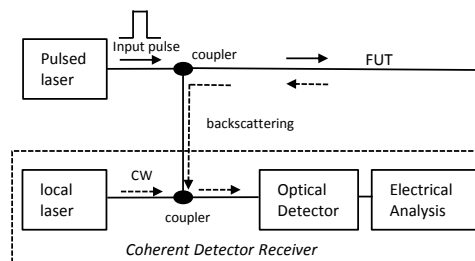 Input pulse
Pulsed
laser
coupler
FUT
backscattering
local
laser
CW
coupler
Optical
Detector
Electrical
Analysis
Coherent Detector Receiver